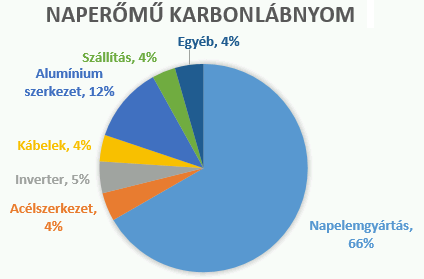 NAPERŐMŰ KARBONLÁBNYOM
Egyéb, 4%
Szállítás, 4%
Alumínium
szerkezet, 12%
Kábelek, 4%
Inverter, 5%
Acélszerkezet,
4%
Napelemgyártás,
66%